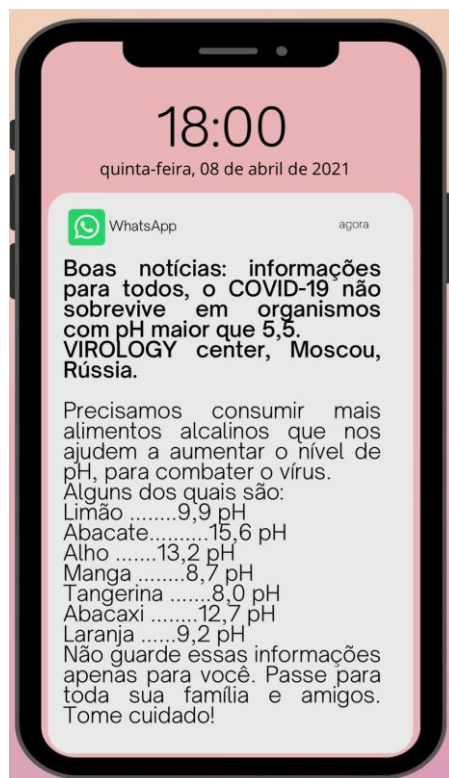 18:00
quinta-feira, 08 de abril de 2021
WhatsApp agora
Boas notícias: informações
para todos, o COVID-19 não
sobrevive em organismos
com pH maior que 5,5.
VIROLOGY center, Moscou,
Rússia.
Precisamos consumir mais
alimentos alcalinos que nos
ajudem a aumentar o nível de
pH, para combater o vírus.
Alguns dos quais são:
Limão ........9,9 pH
Abacate..........15,6 pH
Alho .......13,2 pH
Manga ........8,7 pH
Tangerina .......8,0 pH
Abacaxi ........12,7 pH
Laranja ......9,2 pH
Não guarde essas informações
apenas para você. Passe para
toda sua família e amigos.
Tome cuidado!